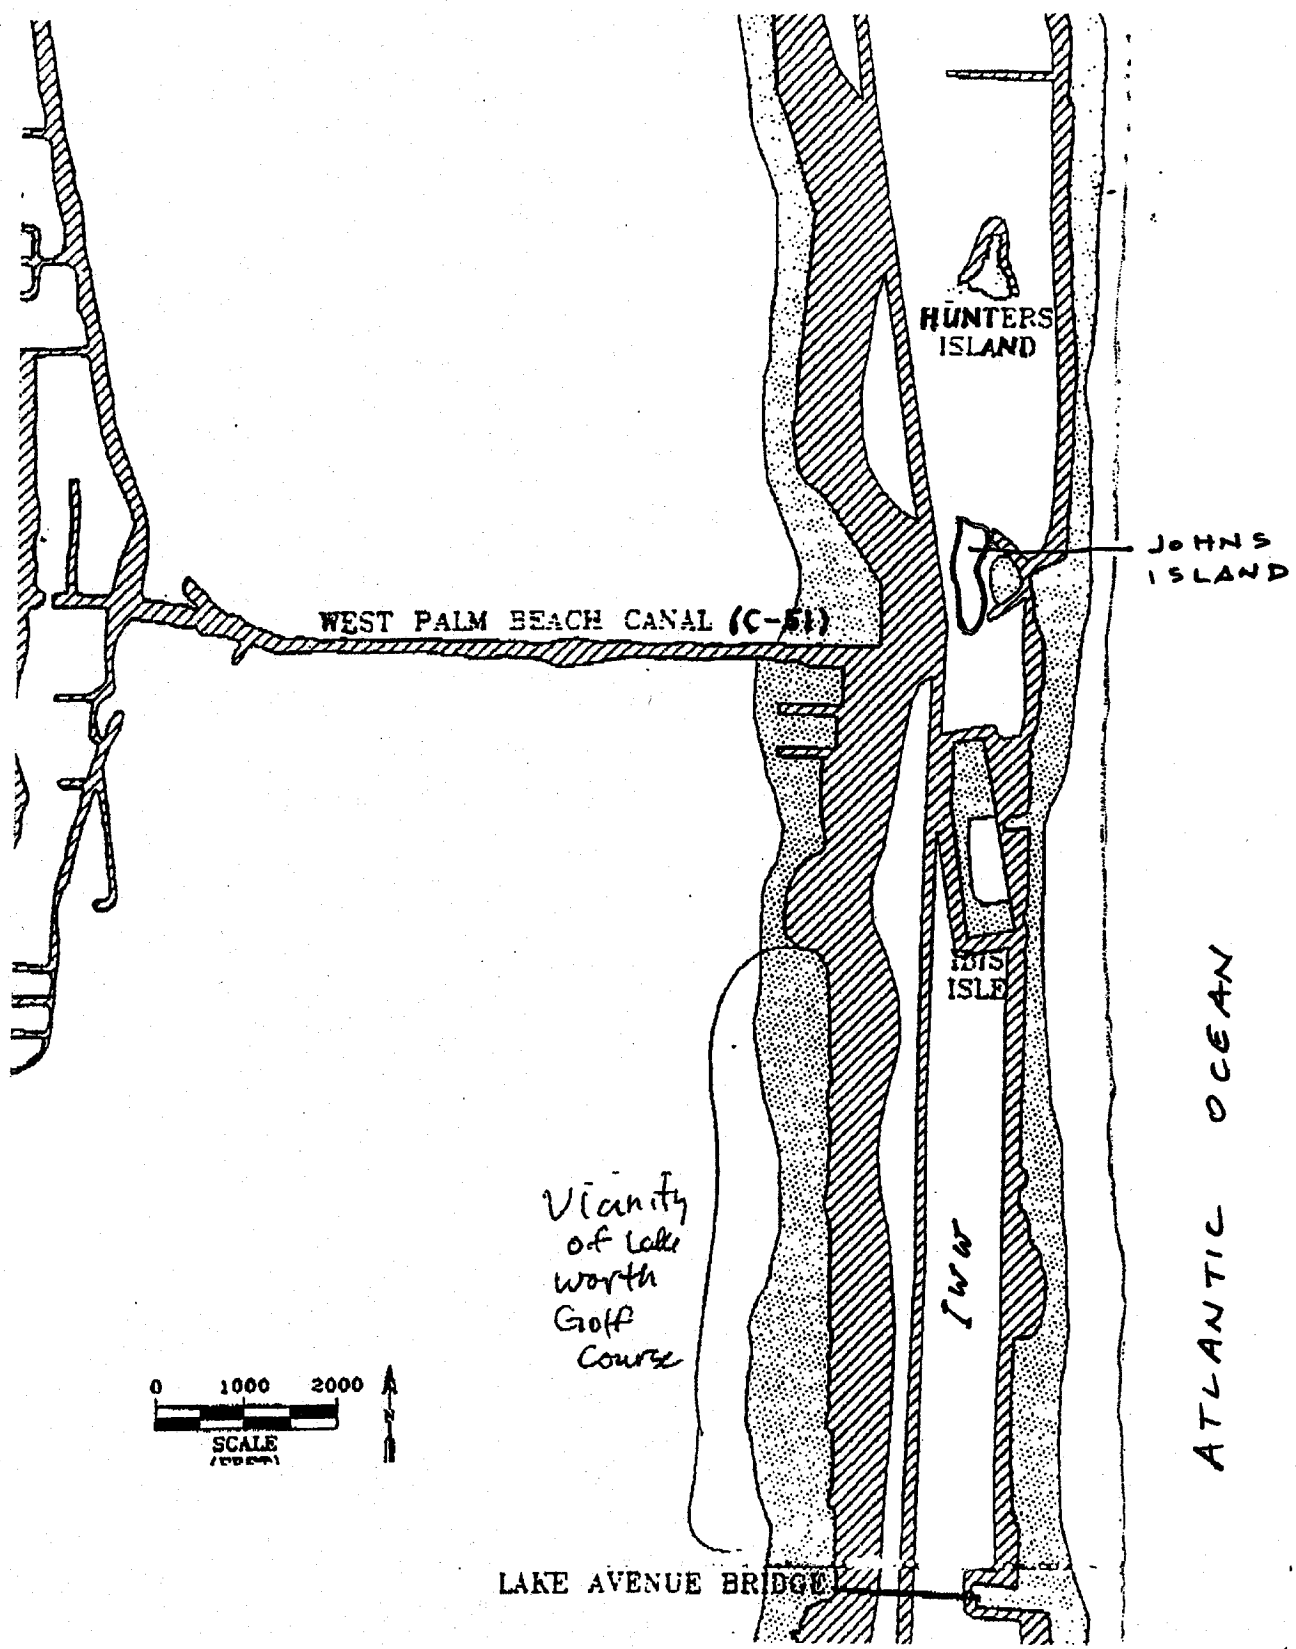 HUNTERS
ISLAND
JOHNS
ISLAND
WEST PALM BEACH CANAL (C-51)
IBIS
ISLE
ATLANTIC OCEAN
Vicinity
of Lake
Worth
Golf
Course
IWW
0 1000 2000
N
SCALE
(FEET)
LAKE AVENUE BRIDGE